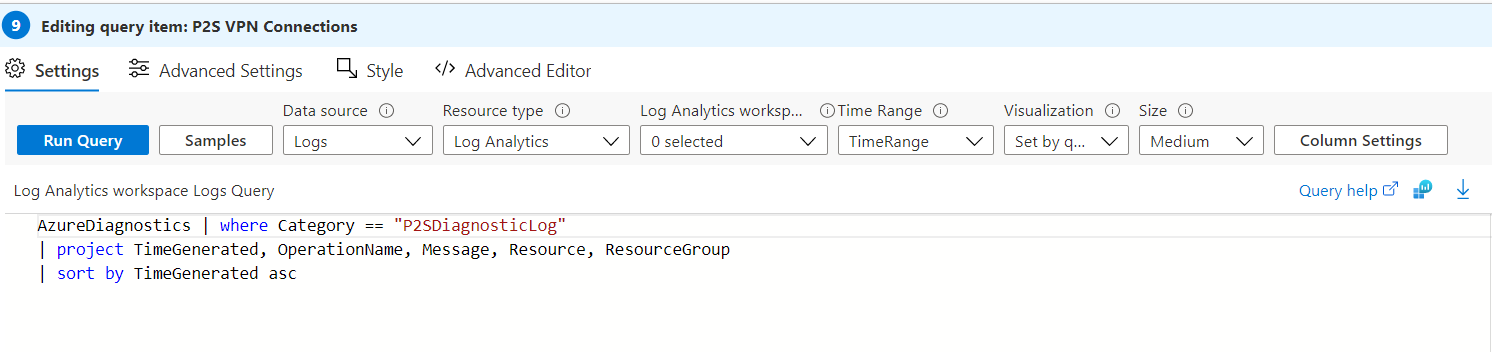 9 Editing query item: P2S VPN Connections
Settings Advanced Settings Style </> Advanced Editor
Data source Resource type Log Analytics worksp... Time Range Visualization Size
Run Query Samples Logs Log Analytics 0 selected TimeRange Set by q... Medium Column Settings
Log Analytics workspace Logs Query Query help
AzureDiagnostics | where Category == "P2SDiagnosticLog"
| project TimeGenerated, OperationName, Message, Resource, ResourceGroup
| sort by TimeGenerated asc